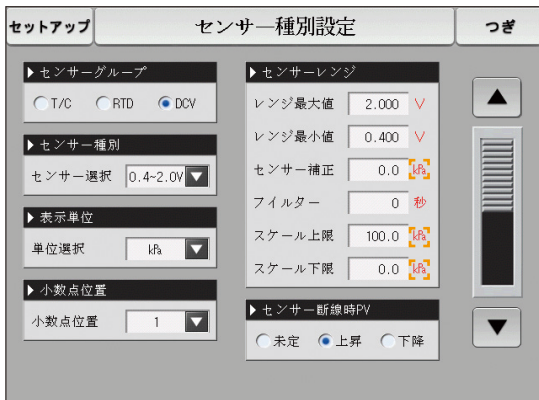 セットアップ
センサー種別設定
つぎ
▶センサーグループ
T/C RTD DCV
▶センサー種別
センサー選択 0.4~2.0V
▶表示単位
単位選択 kPa
▶小数点位置
小数点位置 1
▶センサーレンジ
レンジ最大値 2.000 V
レンジ最小値 0.400 V
センサー補正 0.0 kPa
フイルター 0 秒
スケール上限 100.0 kPa
スケール下限 0.0 kPa
▶センサー断線時PV
未定 上昇 下降